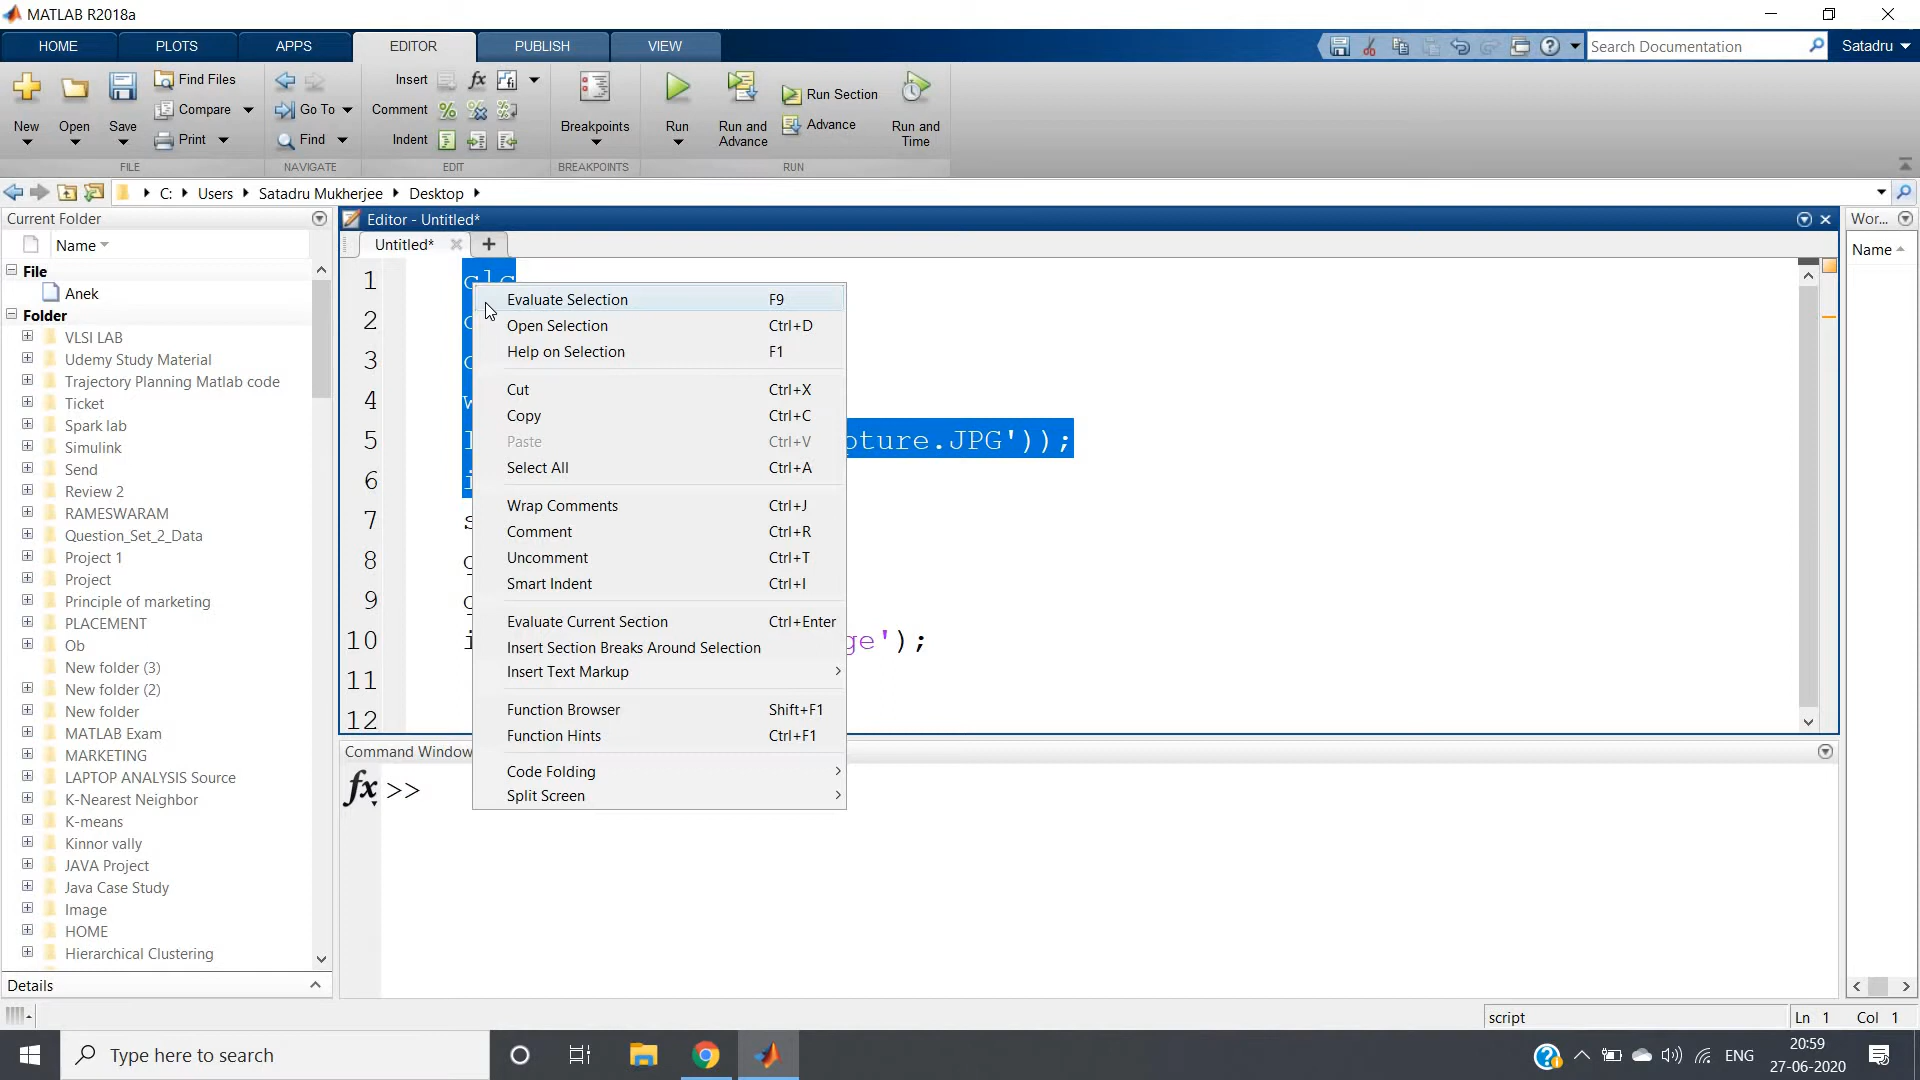 MATLAB R2018a
HOME PLOTS APPS EDITOR PUBLISH VIEW
Search Documentation
Satadru
New Open Save
Find Files
Compare
Print
Go To
Find
Insert
Comment
Indent
Breakpoints
Run
Run and Advance
Run Section
Advance
Run and Time
FILE NAVIGATE EDIT BREAKPOINTS RUN
C: Users Satadru Mukherjee Desktop
Current Folder
Name
File
Anek
Folder
VLSI LAB
Udemy Study Material
Trajectory Planning Matlab code
Ticket
Spark lab
Simulink
Send
Review 2
RAMESWARAM
Question_Set_2_Data
Project 1
Project
Principle of marketing
PLACEMENT
Ob
New folder (3)
New folder (2)
New folder
MATLAB Exam
MARKETING
LAPTOP ANALYSIS Source
K-Nearest Neighbor
K-means
Kinnor vally
JAVA Project
Java Case Study
Image
HOME
Hierarchical Clustering
Details
Editor - Untitled*
Untitled*
1 clc
2
3
4
5 pture.JPG'));
6
7
8
9
10 ge');
11
12
Evaluate Selection F9
Open Selection Ctrl+D
Help on Selection F1
Cut Ctrl+X
Copy Ctrl+C
Paste Ctrl+V
Select All Ctrl+A
Wrap Comments Ctrl+J
Comment Ctrl+R
Uncomment Ctrl+T
Smart Indent Ctrl+I
Evaluate Current Section Ctrl+Enter
Insert Section Breaks Around Selection
Insert Text Markup
Function Browser Shift+F1
Function Hints Ctrl+F1
Code Folding
Split Screen
Command Window
fx >>
Wor...
Name
script
Ln 1 Col 1
Type here to search
ENG
20:59
27-06-2020